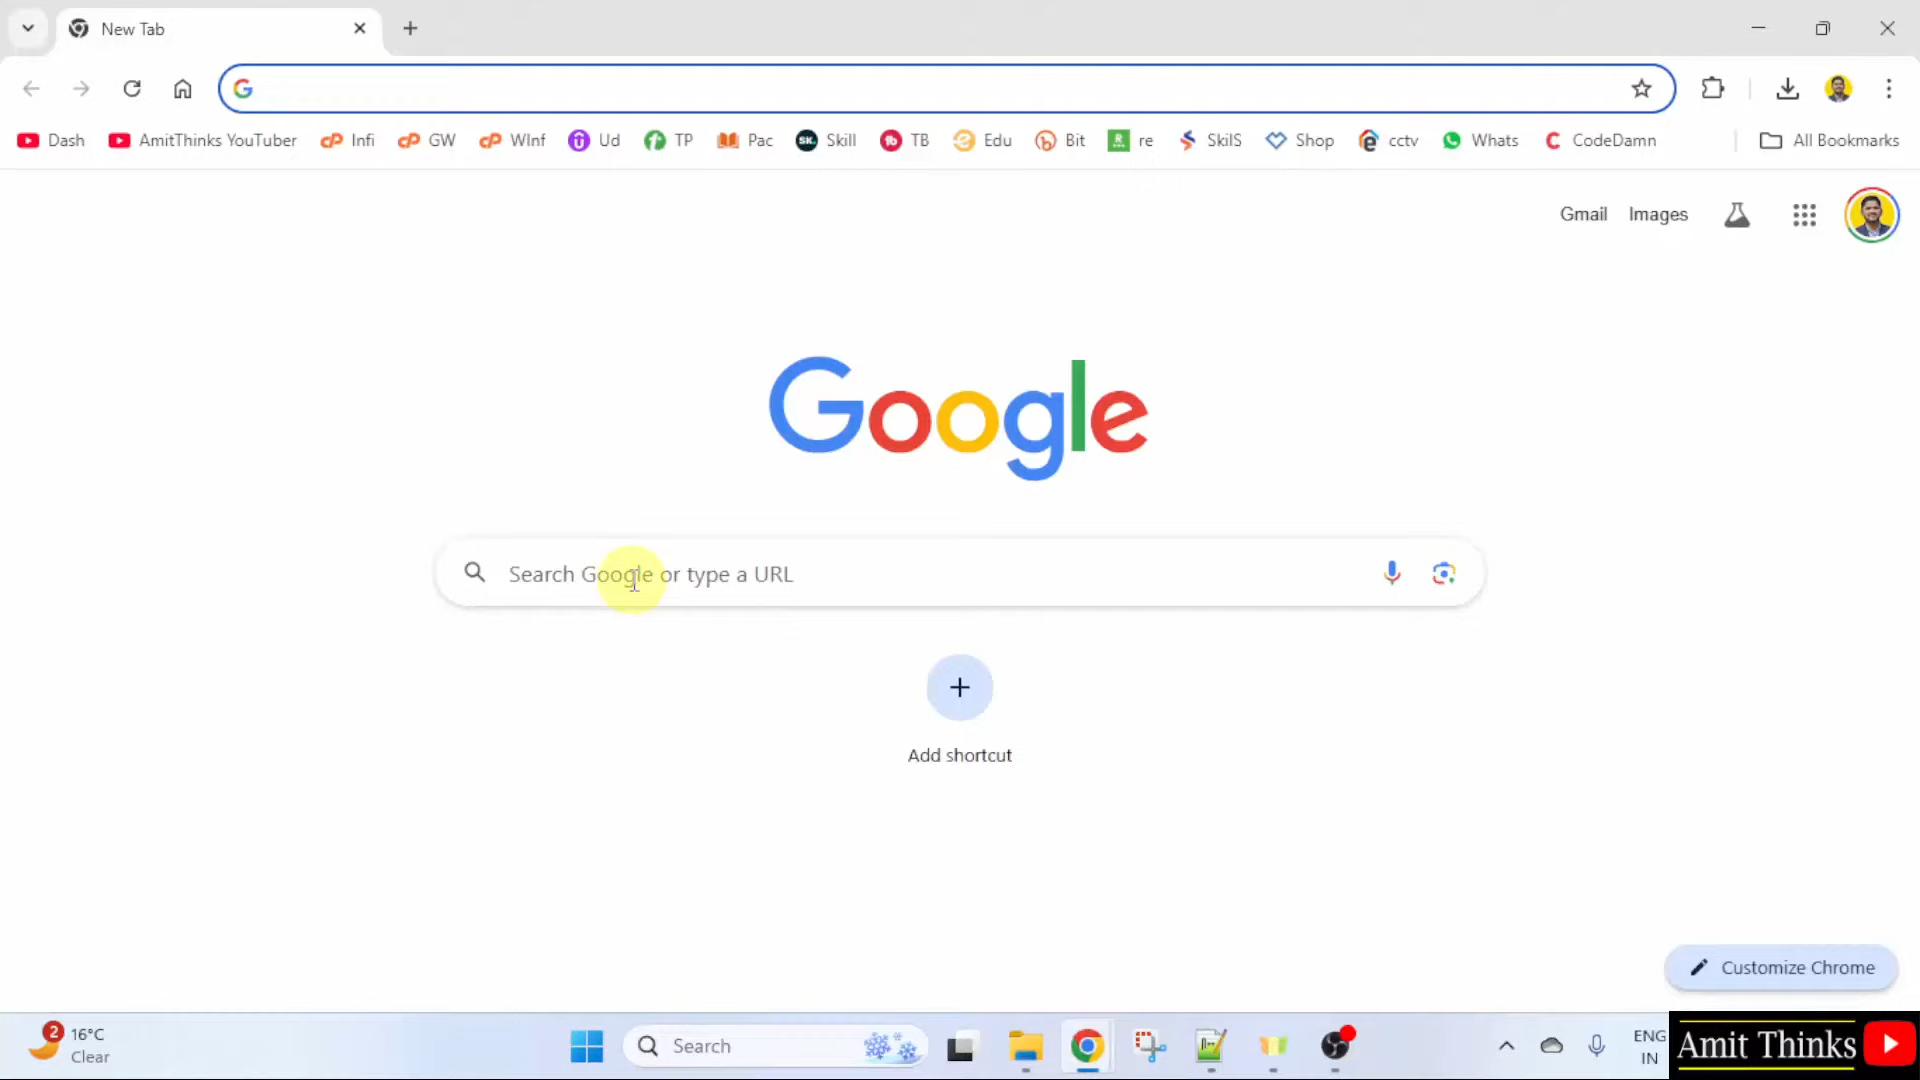 New Tab
Dash
AmitThinks YouTuber
Infi
GW
WInf
Ud
TP
Pac
Skill
TB
Edu
Bit
re
SkilS
Shop
cctv
Whats
CodeDamn
All Bookmarks
Gmail
Images
Google
Search Google or type a URL
Add shortcut
Customize Chrome
2
16°C
Clear
Search
ENG
IN
Amit Thinks